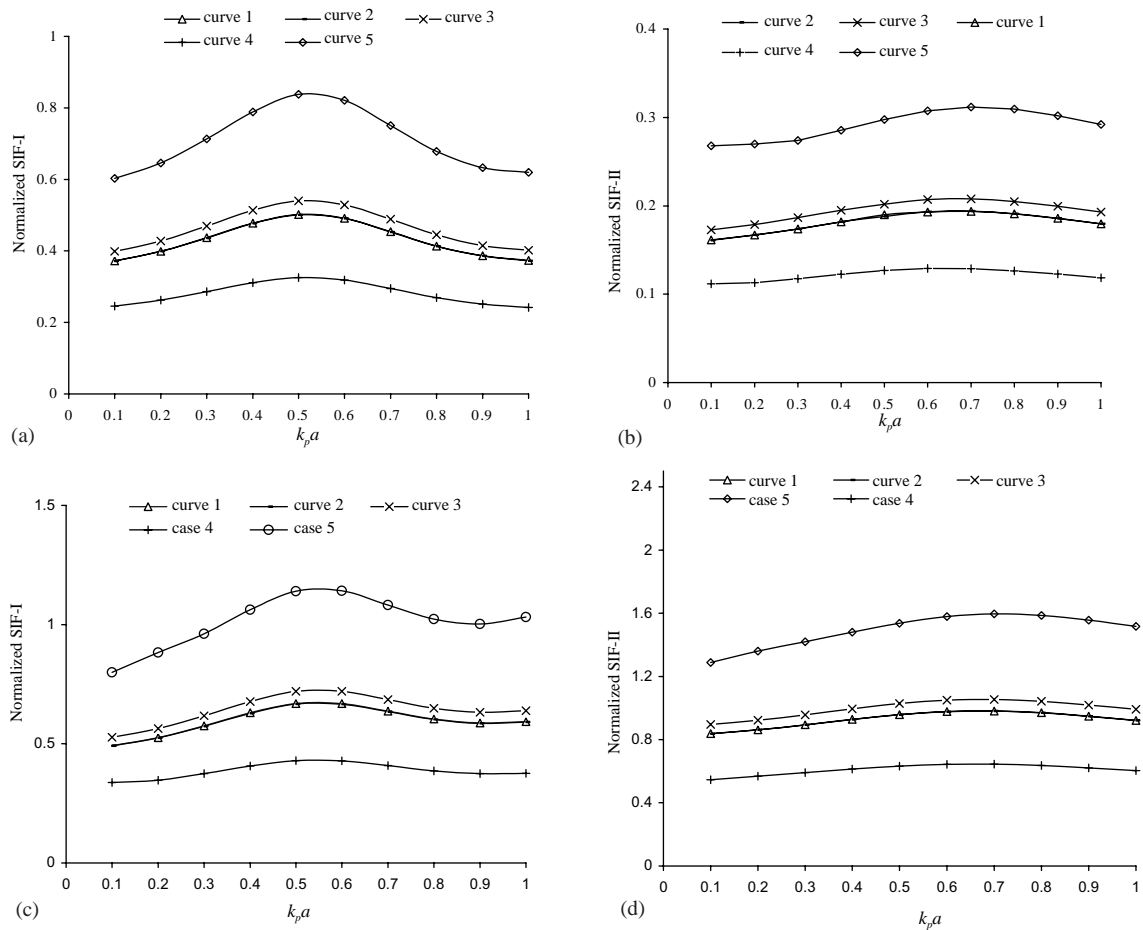 curve 1 curve 2 curve 3
curve 4 curve 5
1
0.8
0.6
0.4
0.2
0
Normalized SIF-I
0 0.1 0.2 0.3 0.4 0.5 0.6 0.7 0.8 0.9 1
kpa
(a)
curve 2 curve 3 curve 1
curve 4 curve 5
0.4
0.3
0.2
0.1
0
Normalized SIF-II
0 0.1 0.2 0.3 0.4 0.5 0.6 0.7 0.8 0.9 1
kpa
(b)
curve 1 curve 2 curve 3
case 4 case 5
1.5
1
0.5
0
Normalized SIF-I
0 0.1 0.2 0.3 0.4 0.5 0.6 0.7 0.8 0.9 1
kpa
(c)
curve 1 curve 2 curve 3
case 5 case 4
2.4
2
1.6
1.2
0.8
0.4
0
Normalized SIF-II
0 0.1 0.2 0.3 0.4 0.5 0.6 0.7 0.8 0.9 1
kpa
(d)